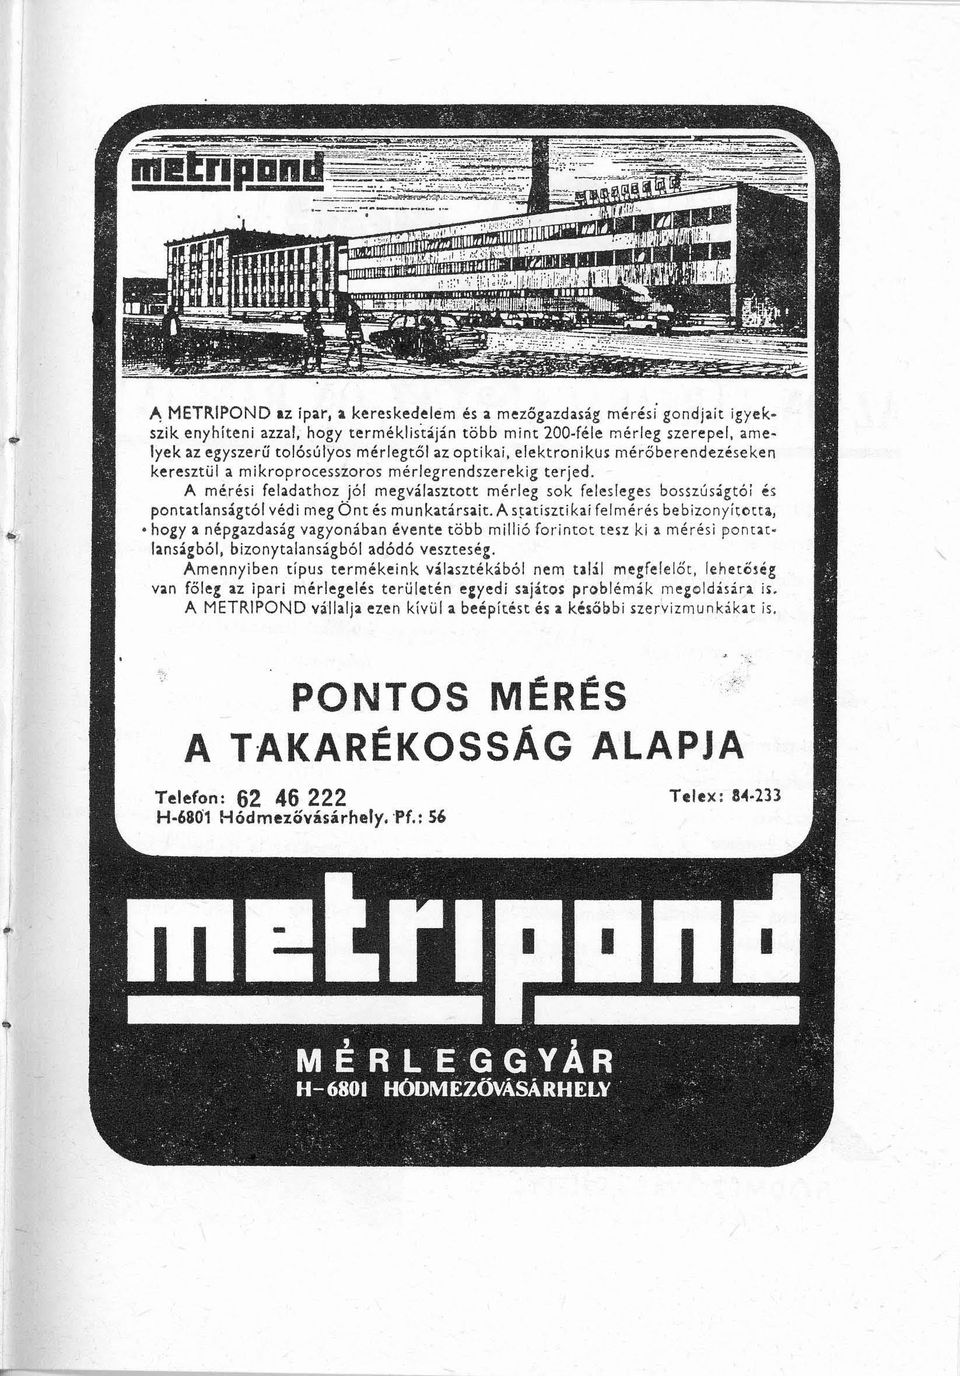 metripond
metripond
A METRIPOND az ipar, a kereskedelem és a mezőgazdaság mérési gondjait igyek-
szik enyhíteni azzal, hogy terméklistáján több mint 200-féle mérleg szerepel, ame-
lyek az egyszerű tolósúlyos mérlegtől az optikai, elektronikus mérőberendezéseken
keresztül a mikroprocesszoros mérlegrendszerekig terjed.
A mérési feladathoz jól megválasztott mérleg sok felesleges bosszúságtól és
pontatlanságtól védi meg Önt és munkatársait. A statisztikai felmérés bebizonyította,
hogy a népgazdaság vagyonában évente több millió forintot tesz ki a mérési pontat-
lanságból, bizonytalanságból adódó veszteség.
Amennyiben típus termékeink választékából nem talál megfelelőt, lehetőség
van főleg az ipari mérlegelés területén egyedi sajátos problémák megoldására is.
A METRIPOND vállalja ezen kívül a beépítést és a későbbi szervizmunkákat is.
PONTOS MÉRÉS
A TAKARÉKOSSÁG ALAPJA
Telefon: 62 46 222 Telex: 84-233
H-6801 Hódmezővásárhely. Pf.: 56
metripond
MÉRLEGGYÁR
H-6801 HÓDMEZŐVÁSÁRHELY